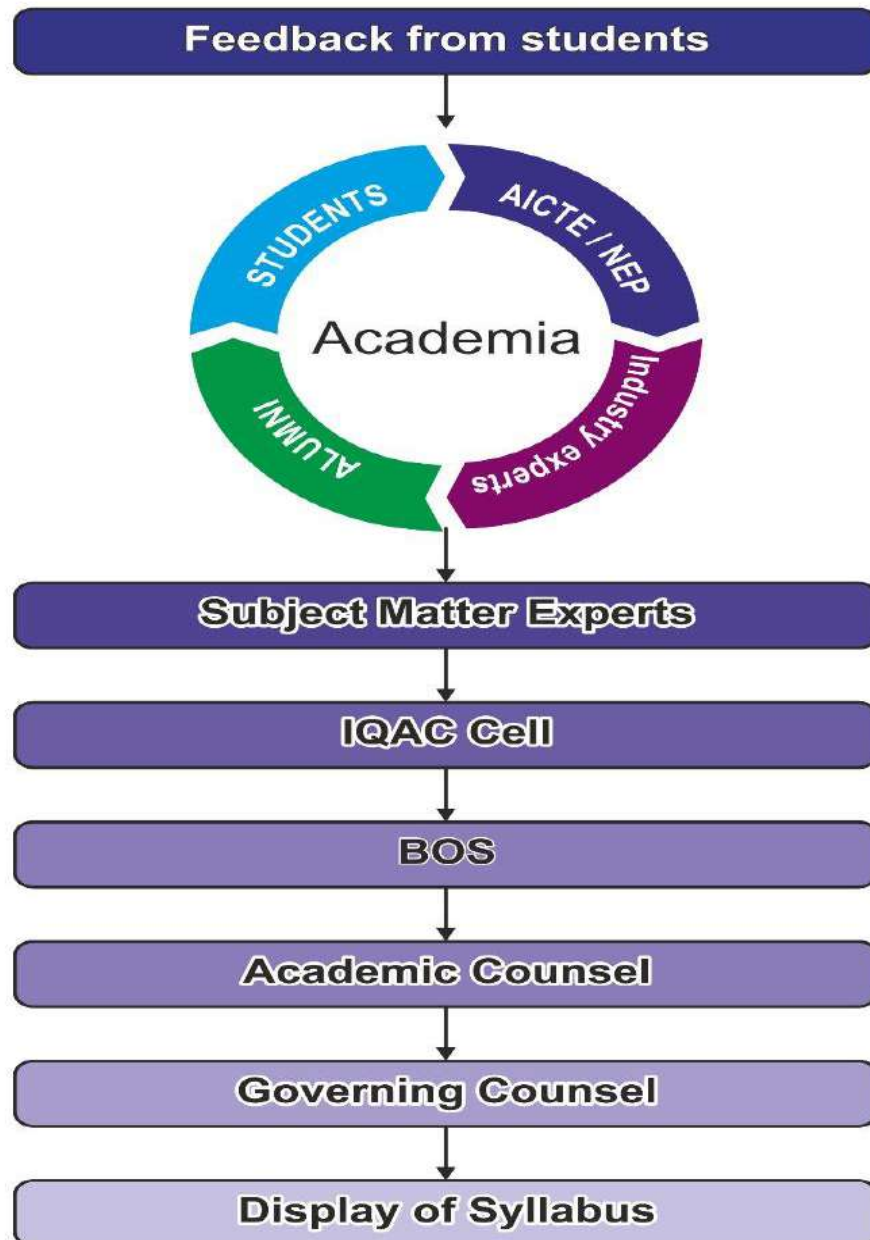 Feedback from students
STUDENTS
AICTE / NEP
Academia
ALUMNI
Industry experts
Subject Matter Experts
IQAC Cell
BOS
Academic Counsel
Governing Counsel
Display of Syllabus